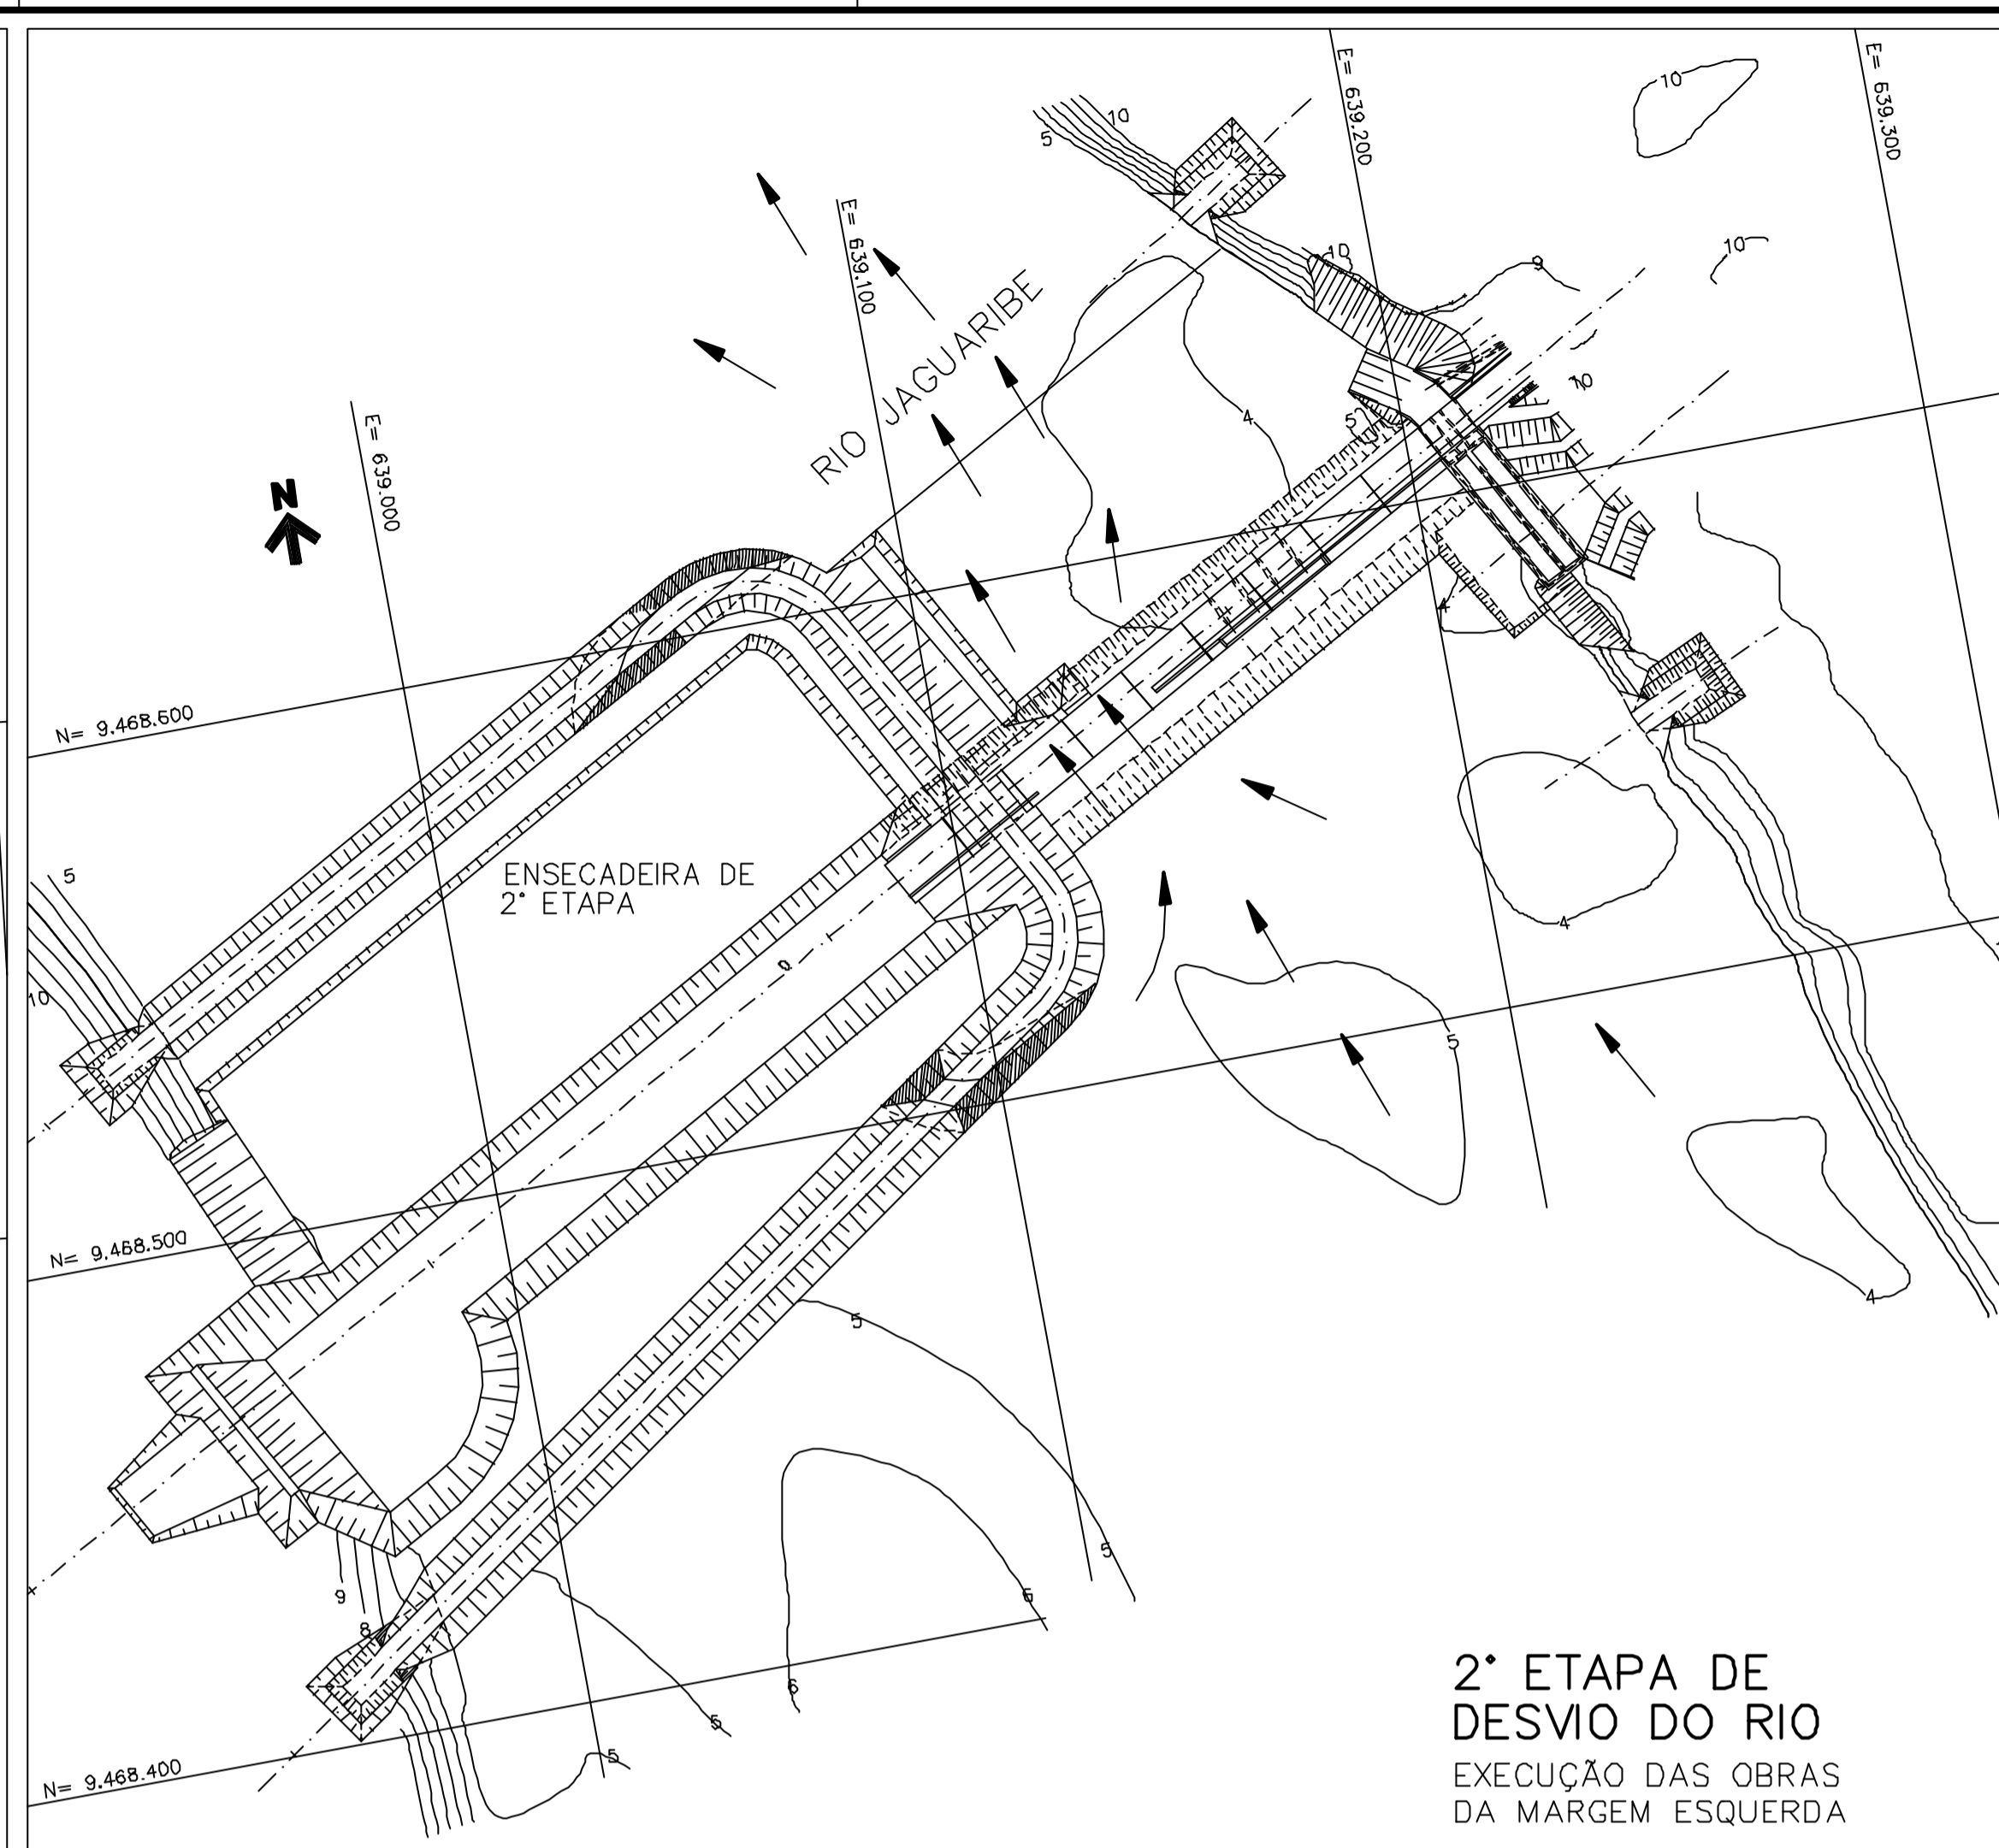 E= 639.200
E= 639.300
10
10
5
E= 639.100
10
10
9
RIO JAGUARIBE
10
4
5
E= 639.000
N
4
N= 9.468.600
ENSECADEIRA DE
2° ETAPA
5
0
4
10
5
N= 9.468.500
4
5
5
9
6
8
6
5
5
N= 9.468.400
2° ETAPA DE
DESVIO DO RIO
EXECUÇÃO DAS OBRAS
DA MARGEM ESQUERDA